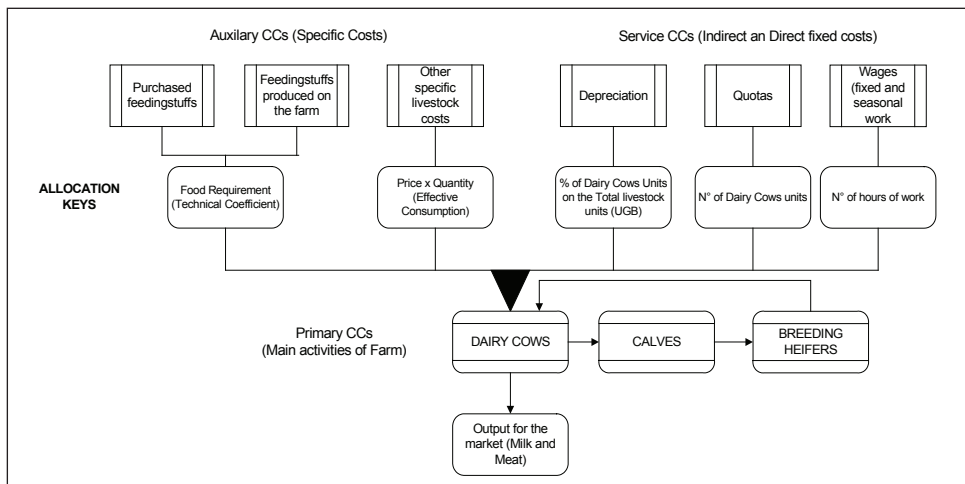 Auxilary CCs (Specific Costs)
Service CCs (Indirect an Direct fixed costs)
Purchased
feedingstuffs
Feedingstuffs
produced on
the farm
Other
specific
livestock
costs
Depreciation
Quotas
Wages
(fixed and
seasonal
work
ALLOCATION
KEYS
Food Requirement
(Technical Coefficient)
Price x Quantity
(Effective
Consumption)
% of Dairy Cows Units
on the Total livestock
units (UGB)
N° of Dairy Cows units
N° of hours of work
Primary CCs
(Main activities of Farm)
DAIRY COWS
CALVES
BREEDING
HEIFERS
Output for the
market (Milk and
Meat)